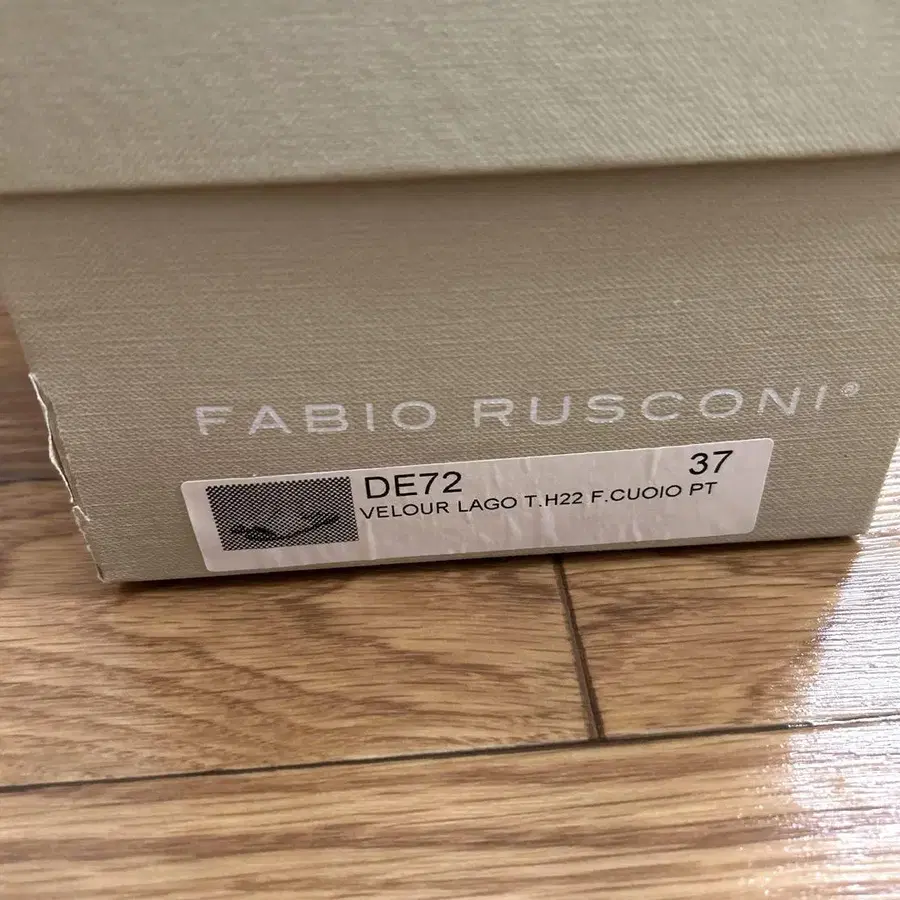 FABIO RUSCONI®
DE72 37
VELOUR LAGO T.H22 F.CUOIO PT